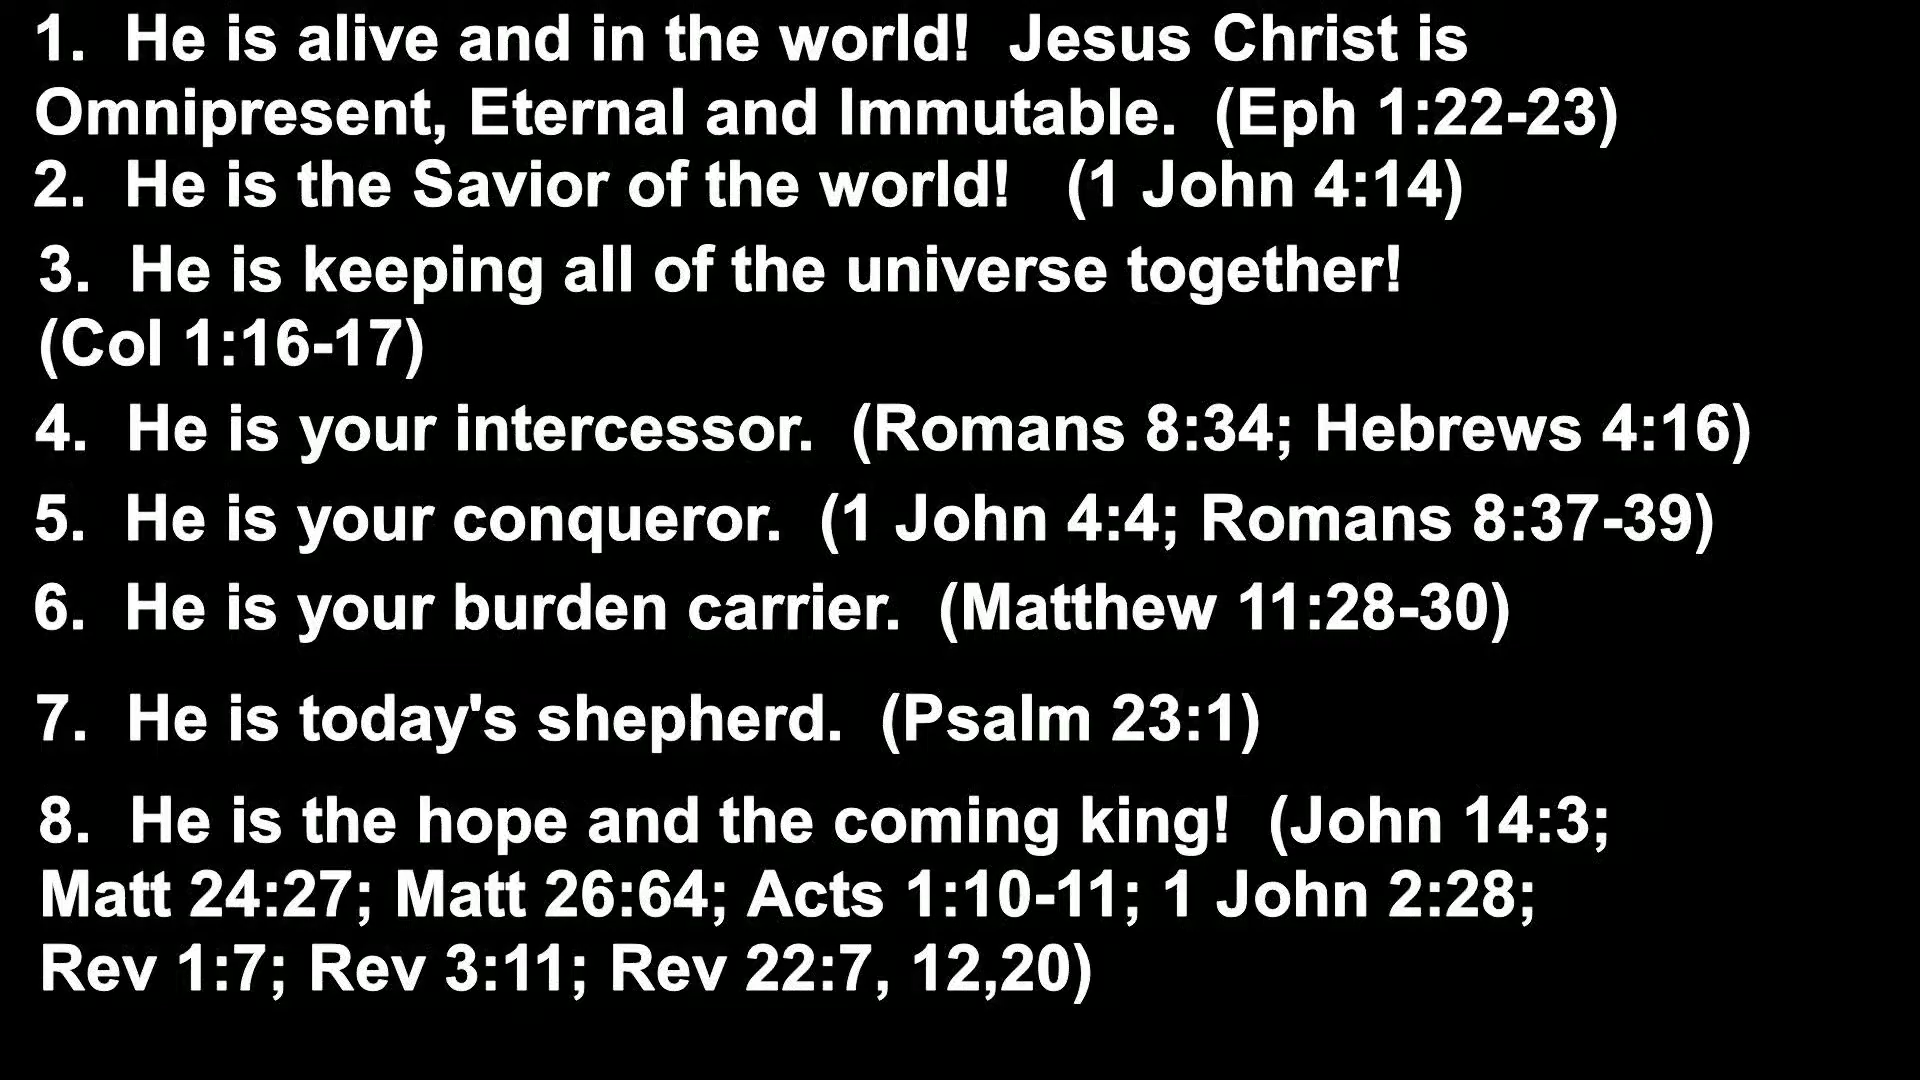 1.  He is alive and in the world!  Jesus Christ is
Omnipresent, Eternal and Immutable.  (Eph 1:22-23)
2.  He is the Savior of the world!   (1 John 4:14)
3.  He is keeping all of the universe together!
(Col 1:16-17)
4.  He is your intercessor.  (Romans 8:34; Hebrews 4:16)
5.  He is your conqueror.  (1 John 4:4; Romans 8:37-39)
6.  He is your burden carrier.  (Matthew 11:28-30)
7.  He is today's shepherd.  (Psalm 23:1)
8.  He is the hope and the coming king!  (John 14:3;
Matt 24:27; Matt 26:64; Acts 1:10-11; 1 John 2:28;
Rev 1:7; Rev 3:11; Rev 22:7, 12,20)